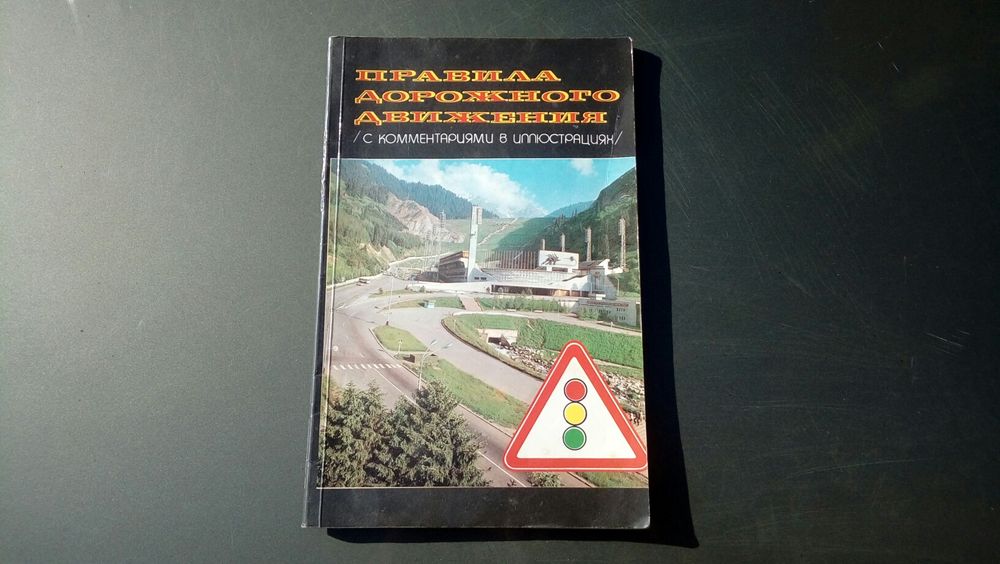 ПРАВИЛА
ДОРОЖНОГО
ДВИЖЕНИЯ
/С КОММЕНТАРИЯМИ В ИЛЛЮСТРАЦИЯХ/